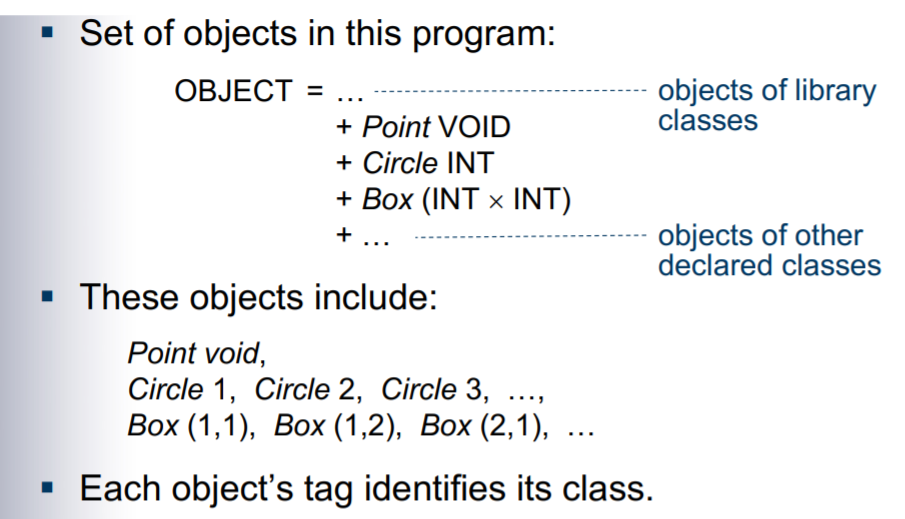 ▪ Set of objects in this program:
OBJECT = … objects of library
classes
+ Point VOID
+ Circle INT
+ Box (INT × INT)
+ … objects of other
declared classes
▪ These objects include:
Point void,
Circle 1, Circle 2, Circle 3, …,
Box (1,1), Box (1,2), Box (2,1), …
▪ Each object’s tag identifies its class.